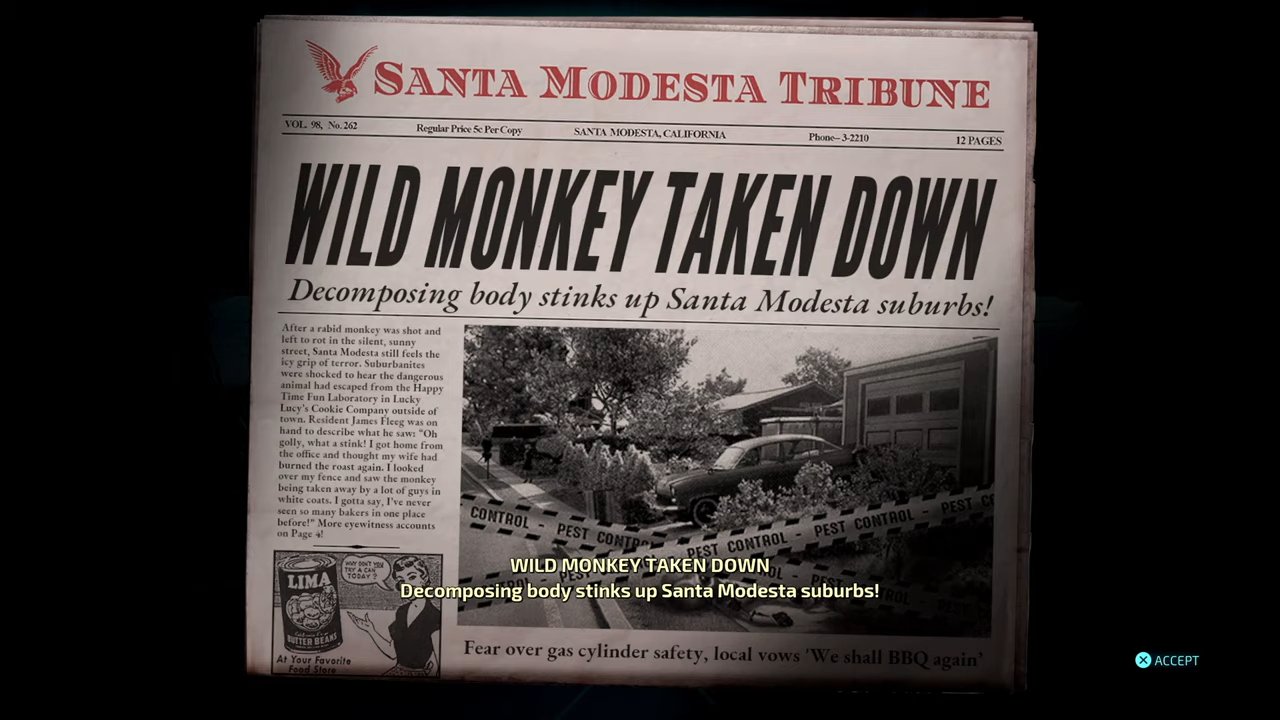 SANTA MODESTA TRIBUNE
VOL. 98, No. 262
Regular Price 5c Per Copy
SANTA MODESTA, CALIFORNIA
Phone– 3-2210
12 PAGES
WILD MONKEY TAKEN DOWN
Decomposing body stinks up Santa Modesta suburbs!
After a rabid monkey was shot and
left to rot in the silent, sunny
street, Santa Modesta still feels the
icy grip of terror. Suburbanites
were shocked to hear the dangerous
animal had escaped from the Happy
Time Fun Laboratory in Lucky
Lucy's Cookie Company outside of
town. Resident James Fleeg was on
hand to describe what he saw: "Oh
golly, what a stink! I got home from
the office and thought my wife had
burned the roast again. I looked
over my fence and saw the monkey
being taken away by a lot of guys in
white coats. I gotta say, I've never
seen so many bakers in one place
before!" More eyewitness accounts
on Page 4!
CONTROL - PEST CONTROL
PEST CONTROL - PEST CONTROL - PEST C
WILD MONKEY TAKEN DOWN
Decomposing body stinks up Santa Modesta suburbs!
LIMA
BUTTER BEANS
WHY DON'T YOU
TRY A CAN
TODAY?
At Your Favorite
Food Store
Fear over gas cylinder safety, local vows 'We shall BBQ again'
ACCEPT